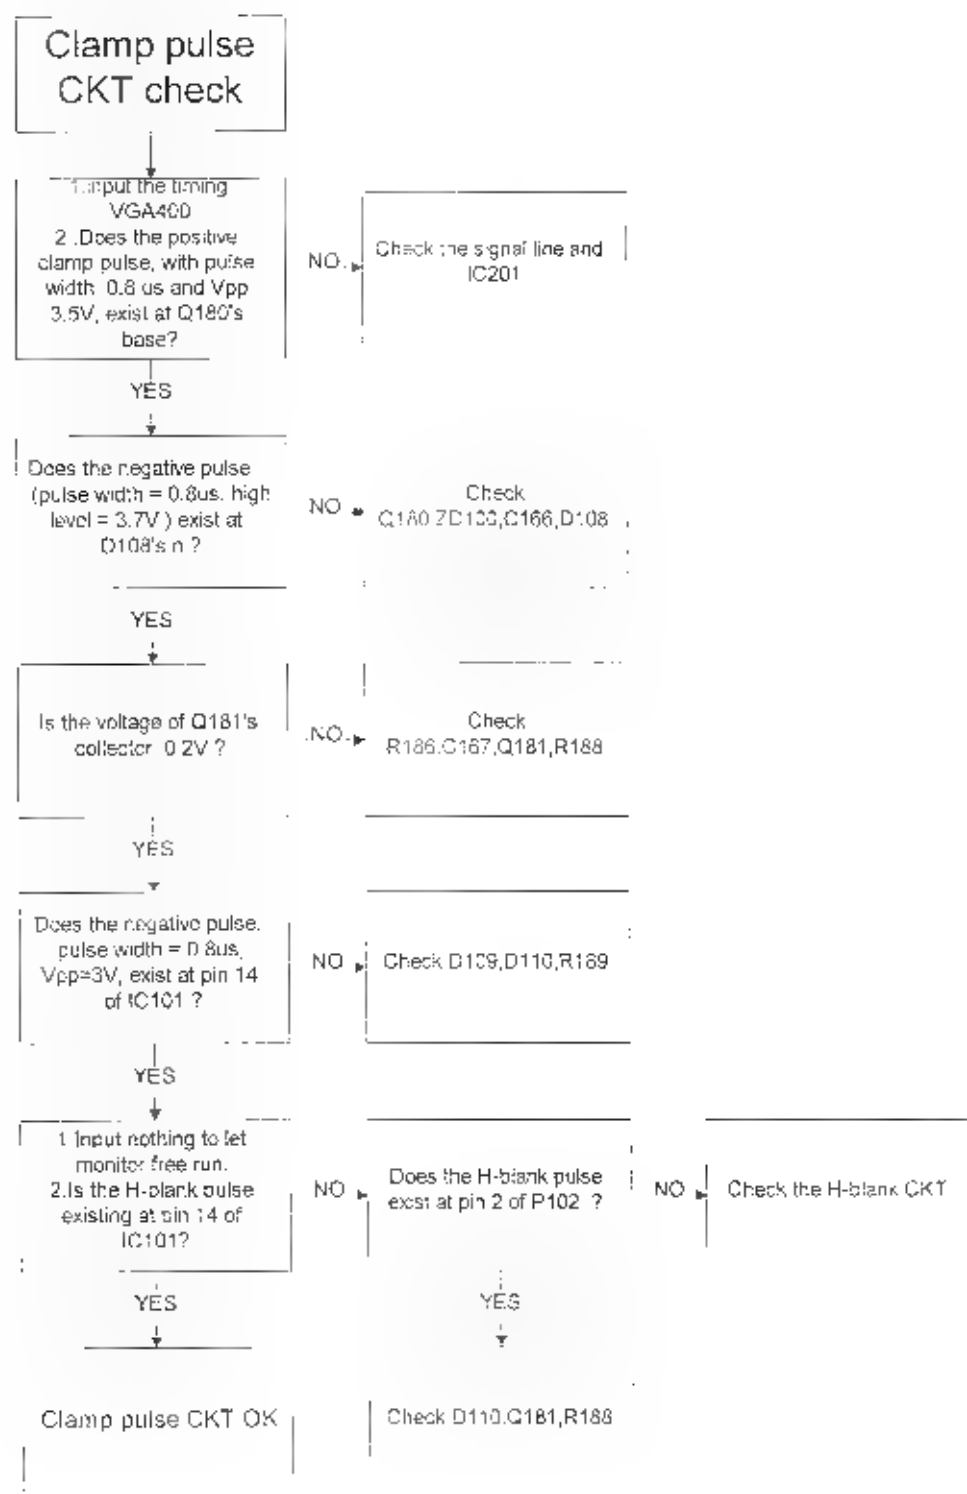 Clamp pulse
CKT check
1.Input the timing
VGA400
2 .Does the positive
clamp pulse, with pulse
width 0.8 us and Vpp
3.5V, exist at Q180's
base?
NO
Check the signal line and
IC201
YES
Does the negative pulse
(pulse width = 0.8us, high
level = 3.7V ) exist at
D108's n ?
NO
Check
Q180,ZD100,C166,D108
YES
Is the voltage of Q181's
collector 0.2V ?
NO
Check
R186,C167,Q181,R188
YES
Does the negative pulse,
pulse width = 0.8us,
Vpp=3V, exist at pin 14
of IC101 ?
NO
Check D109,D110,R189
YES
1 Input nothing to let
monitor free run.
2.Is the H-blank pulse
existing at pin 14 of
IC101?
NO
Does the H-blank pulse
exist at pin 2 of P102 ?
NO
Check the H-blank CKT
YES
YES
Clamp pulse CKT OK
Check D110,Q181,R188